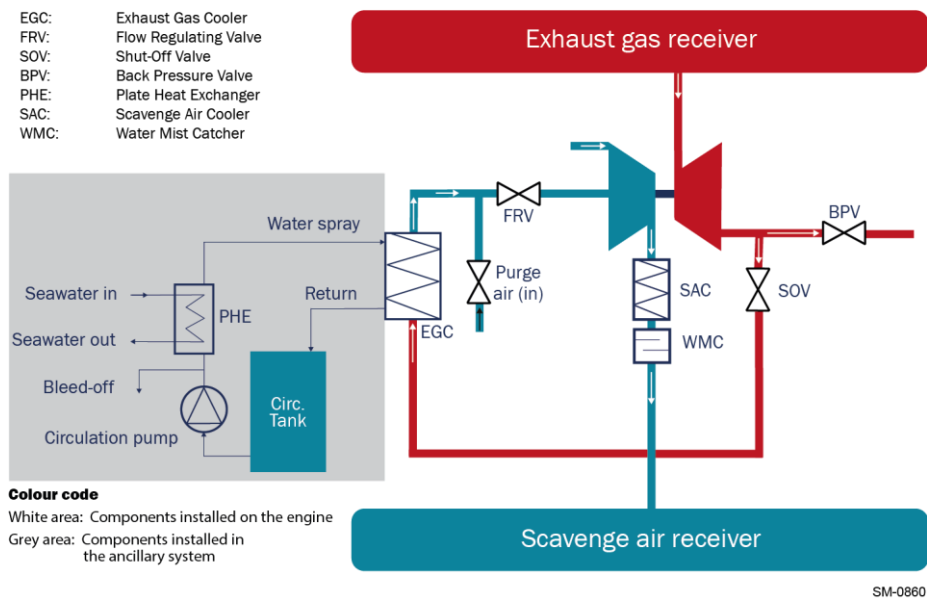 EGC: Exhaust Gas Cooler
FRV: Flow Regulating Valve
SOV: Shut-Off Valve
BPV: Back Pressure Valve
PHE: Plate Heat Exchanger
SAC: Scavenge Air Cooler
WMC: Water Mist Catcher
Exhaust gas receiver
FRV
BPV
Water spray
Purge
air (in)
Seawater in
Return
SAC
SOV
PHE
EGC
Seawater out
WMC
Bleed-off
Circ.
Tank
Circulation pump
Colour code
White area: Components installed on the engine
Grey area: Components installed in
the ancillary system
Scavenge air receiver
SM-0860